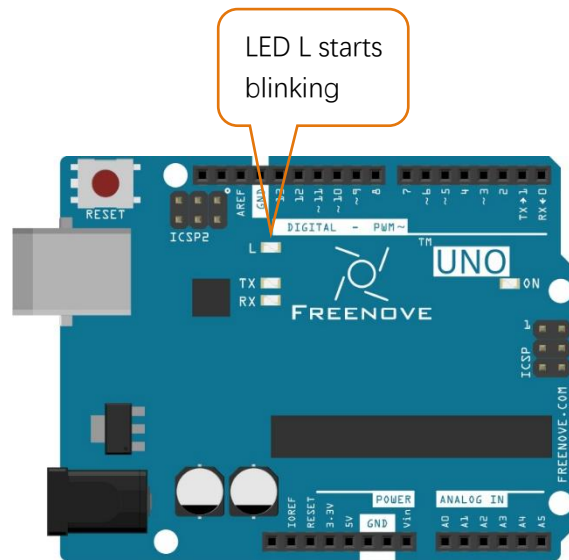 LED L starts
blinking
RESET
ICSP2
AREF
GND
13
12
~11
~10
~9
8
7
~6
~5
4
~3
2
TX→1
RX←0
DIGITAL - PWM~
L
TX
RX
FREENOVE
™
UNO
ON
1
ICSP
FREENOVE.COM
POWER
ANALOG IN
IOREF
RESET
3.3V
5V
GND
Vin
A0
A1
A2
A3
A4
A5